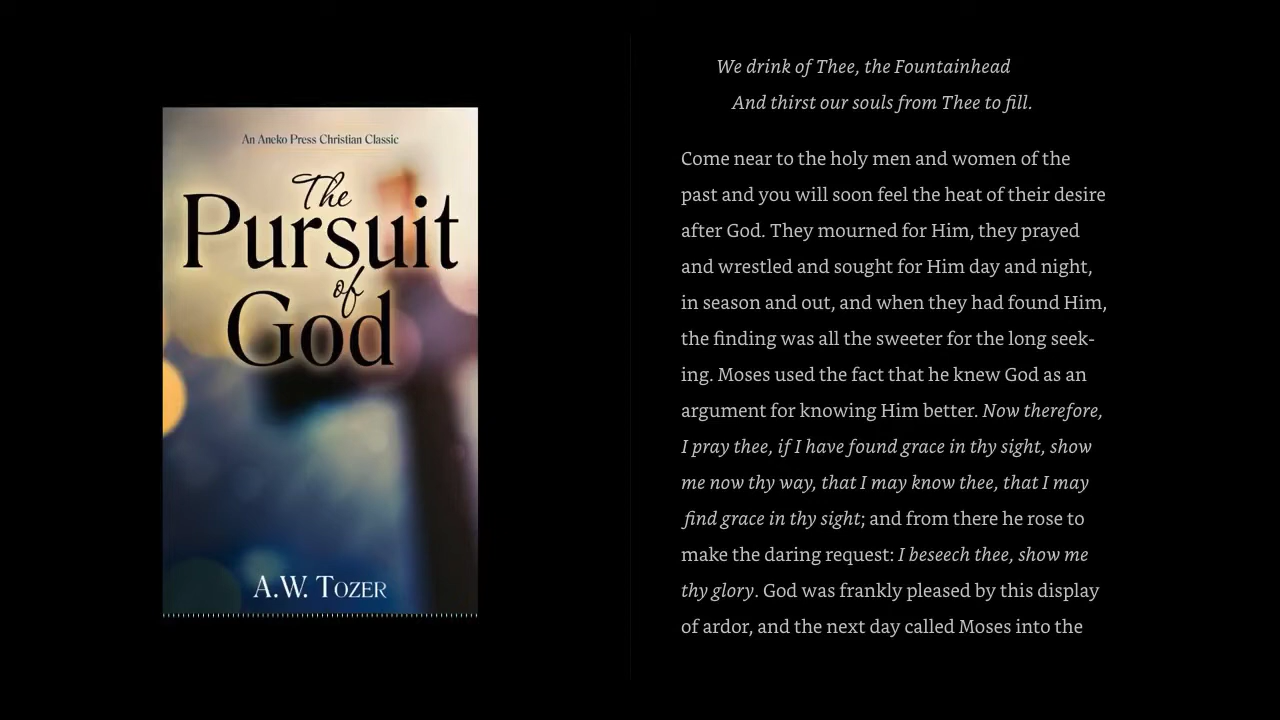 An Aneko Press Christian Classic
The
Pursuit
of
God
A.W. Tozer
We drink of Thee, the Fountainhead
And thirst our souls from Thee to fill.
Come near to the holy men and women of the
past and you will soon feel the heat of their desire
after God. They mourned for Him, they prayed
and wrestled and sought for Him day and night,
in season and out, and when they had found Him,
the finding was all the sweeter for the long seek-
ing. Moses used the fact that he knew God as an
argument for knowing Him better. Now therefore,
I pray thee, if I have found grace in thy sight, show
me now thy way, that I may know thee, that I may
find grace in thy sight; and from there he rose to
make the daring request: I beseech thee, show me
thy glory. God was frankly pleased by this display
of ardor, and the next day called Moses into the